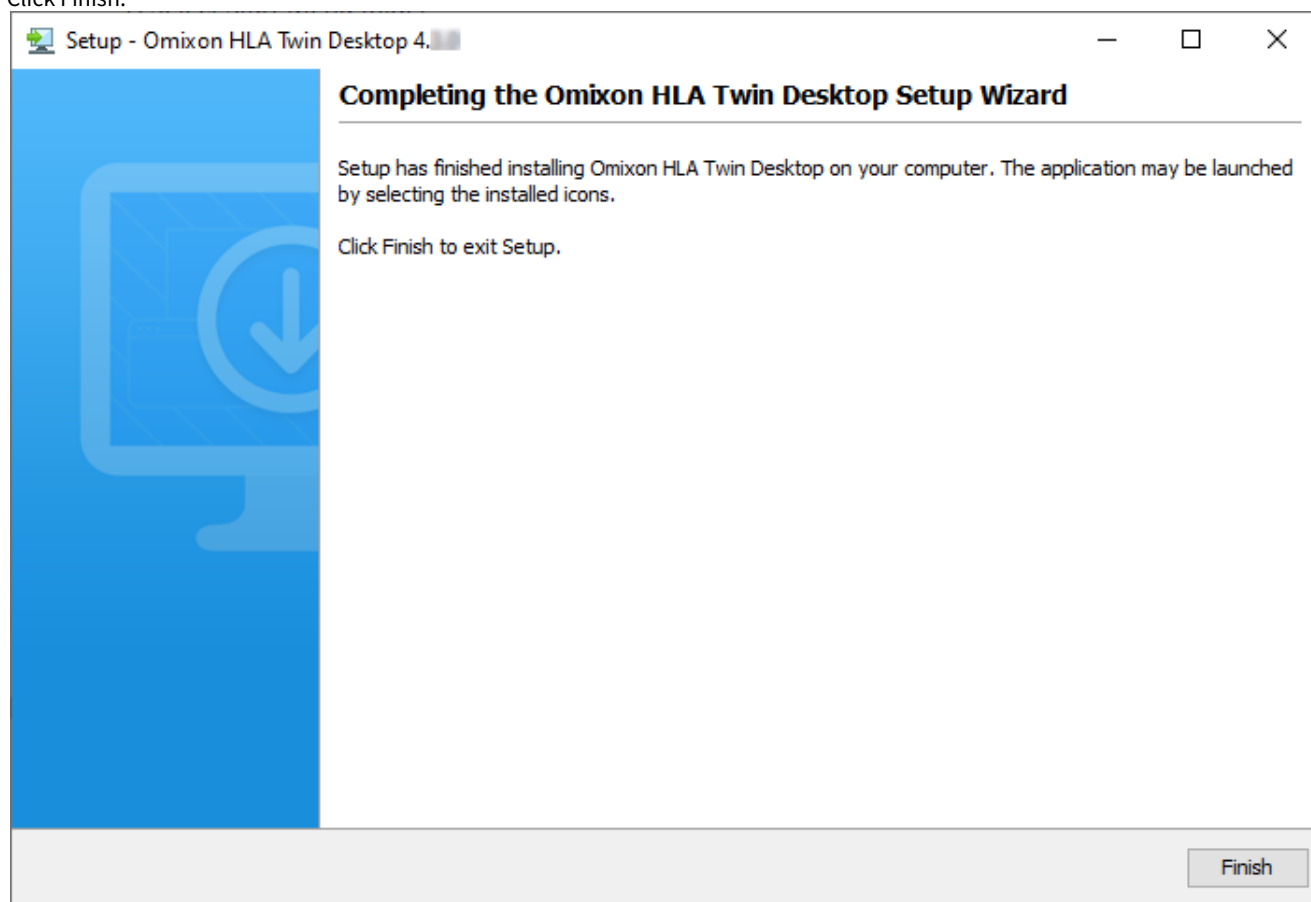 Click Finish.
Setup - Omixon HLA Twin Desktop 4.
Completing the Omixon HLA Twin Desktop Setup Wizard
Setup has finished installing Omixon HLA Twin Desktop on your computer. The application may be launched
by selecting the installed icons.
Click Finish to exit Setup.
Finish